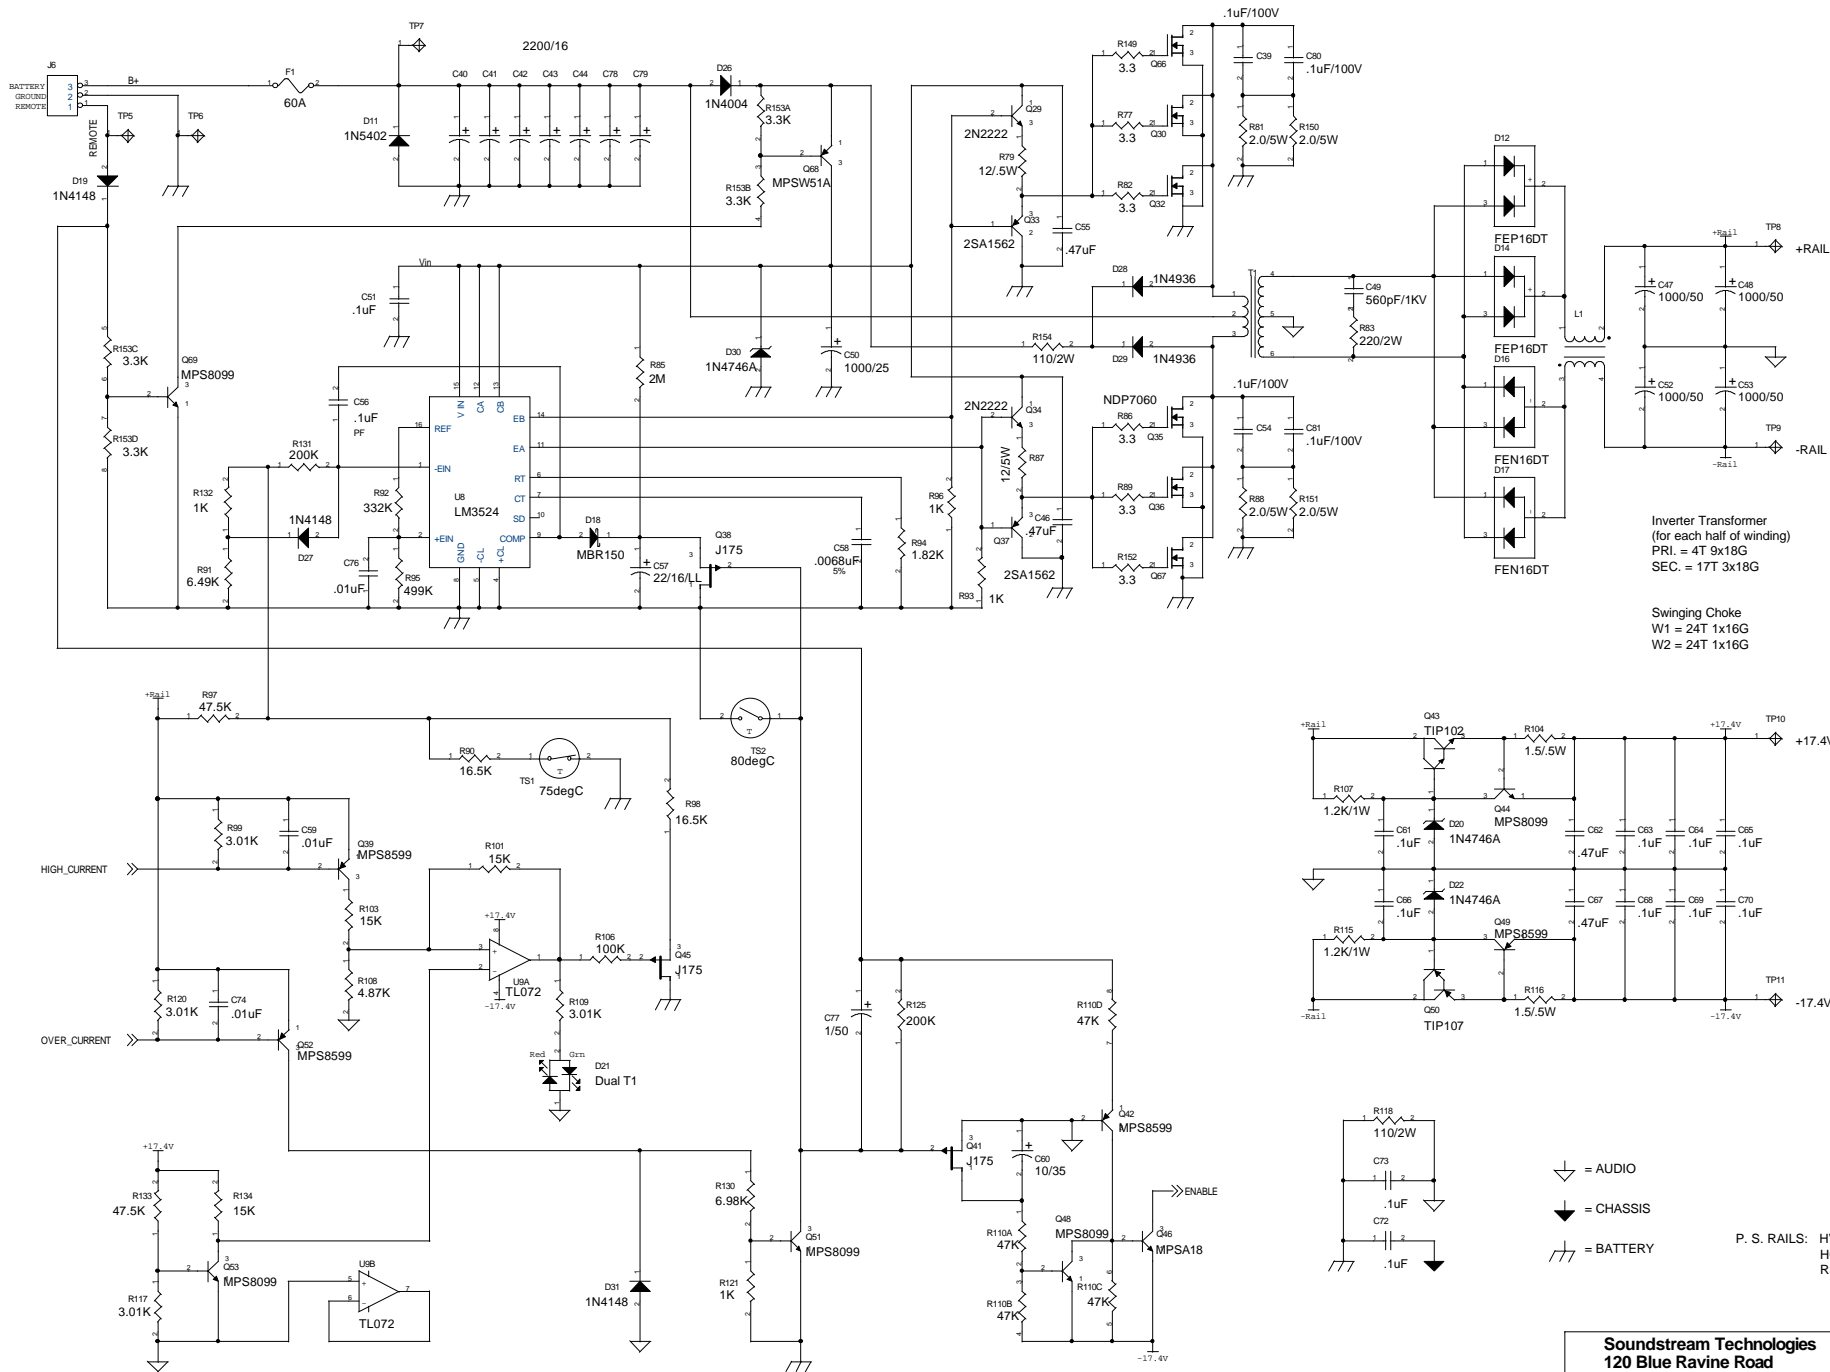 J6
BATTERY
GROUND
REMOTE
3
2
1
B+
F1
60A
TP7
TP5
TP6
REMOTE
D19
1N4148
D11
1N5402
2200/16
C40
C41
C42
C43
C44
C78
C79
D26
1N4004
R153A
3.3K
R153B
3.3K
Q68
MPSW51A
Q29
2N2222
R79
12/.5W
Q33
2SA1562
C55
.47uF
R149
3.3
Q66
R77
3.3
Q30
R82
3.3
Q32
.1uF/100V
C39
C80
.1uF/100V
R81
2.0/5W
R150
2.0/5W
D12
FEP16DT
D14
FEP16DT
D16
FEN16DT
D17
FEN16DT
L1
+Rail
TP8
+RAIL
C47
1000/50
C48
1000/50
C52
1000/50
C53
1000/50
TP9
-RAIL
-Rail
Vin
C51
.1uF
R153C
3.3K
Q69
MPS8099
R153D
3.3K
D30
1N4746A
C50
1000/25
R85
2M
D28
1N4936
R154
110/2W
D29
1N4936
C49
560pF/1KV
R83
220/2W
C56
.1uF
PF
R131
200K
R132
1K
1N4148
D27
R91
6.49K
R92
332K
C76
.01uF
R95
499K
V IN
CA
CB
REF
-EIN
+EIN
EB
EA
RT
CT
SD
COMP
GND
-CL
+CL
U8
LM3524
D18
MBR150
C57
22/16/LL
Q38
J175
C58
.0068uF
5%
R94
1.82K
R96
1K
R93
1K
2N2222
Q34
12/5W
R87
Q37
2SA1562
C46
.47uF
NDP7060
R86
3.3
Q35
R89
3.3
Q36
R152
3.3
Q67
.1uF/100V
C54
C81
.1uF/100V
R88
2.0/5W
R151
2.0/5W
Inverter Transformer
(for each half of winding)
PRI. = 4T 9x18G
SEC. = 17T 3x18G
Swinging Choke
W1 = 24T 1x16G
W2 = 24T 1x16G
+Rail
R97
47.5K
R90
16.5K
TS1
75degC
TS2
80degC
R98
16.5K
R99
3.01K
C59
.01uF
Q39
MPS8599
HIGH_CURRENT
R101
15K
R103
15K
R108
4.87K
+17.4V
U9A
TL072
-17.4V
R106
100K
Q45
J175
R109
3.01K
Red
Grn
D21
Dual T1
R120
3.01K
C74
.01uF
OVER_CURRENT
Q52
MPS8599
C77
1/50
R125
200K
R110D
47K
Q42
MPS8599
Q41
J175
C60
10/35
ENABLE
R110A
47K
Q48
MPS8099
Q46
MPSA18
R110B
47K
R110C
47K
-17.4V
+17.4V
R133
47.5K
R134
15K
Q53
MPS8099
R117
3.01K
U9B
TL072
D31
1N4148
R130
6.98K
Q51
MPS8099
R121
1K
+Rail
Q43
TIP102
R104
1.5/.5W
+17.4V
TP10
+17.4V
R107
1.2K/1W
Q44
MPS8099
C61
.1uF
D20
1N4746A
C62
.47uF
C63
.1uF
C64
.1uF
C65
.1uF
C66
.1uF
D22
1N4746A
C67
.47uF
C68
.1uF
C69
.1uF
C70
.1uF
Q49
MPS8599
R115
1.2K/1W
-Rail
Q50
TIP107
R116
1.5/.5W
-17.4V
TP11
-17.4V
R118
110/2W
C73
.1uF
C72
.1uF
= AUDIO
= CHASSIS
= BATTERY
P. S. RAILS:
Soundstream Technologies
120 Blue Ravine Road